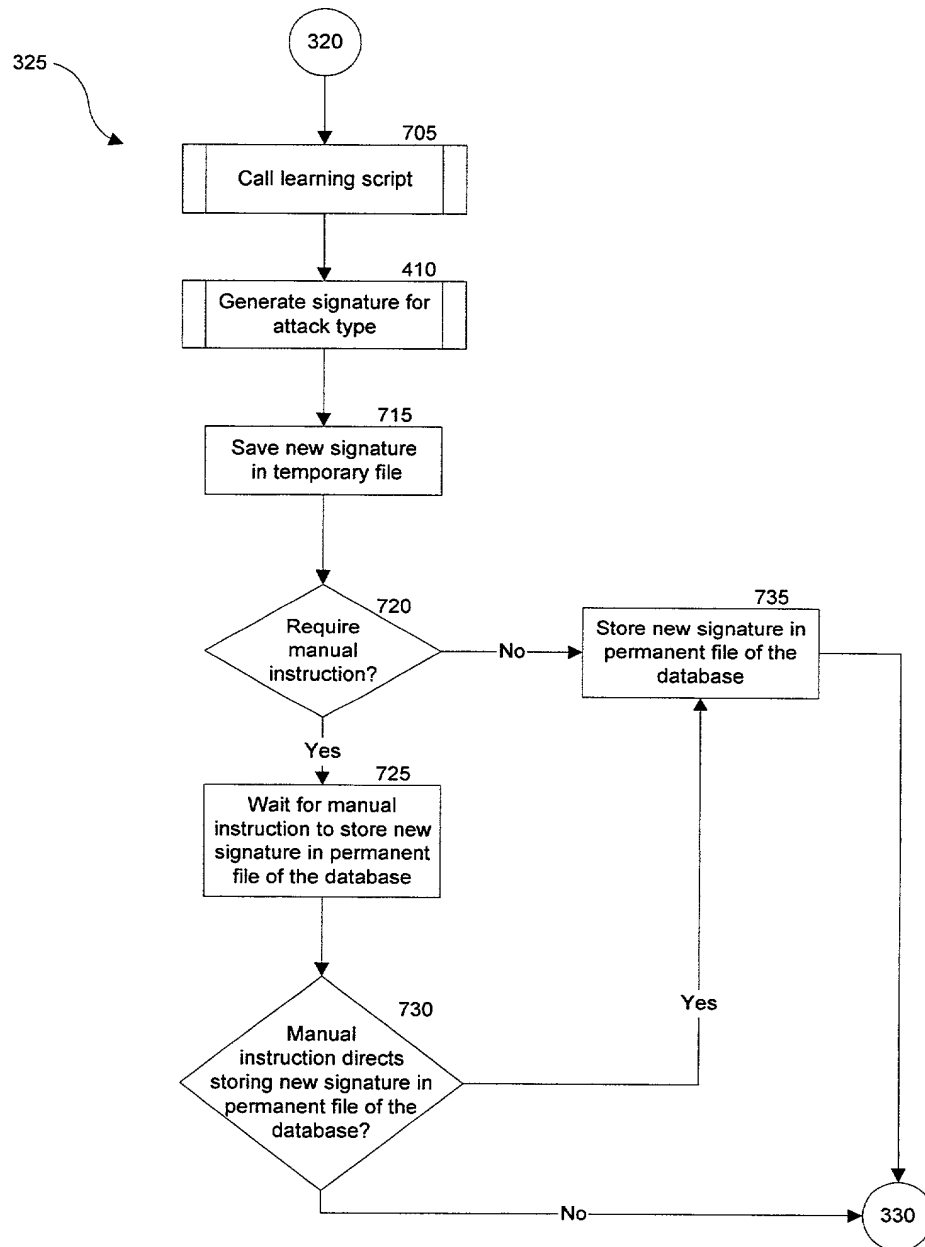 320
325
705
Call learning script
410
Generate signature for
attack type
715
Save new signature
in temporary file
720
Require
manual
instruction?
No
735
Store new signature in
permanent file of the
database
Yes
725
Wait for manual
instruction to store new
signature in permanent
file of the database
730
Manual
instruction directs
storing new signature in
permanent file of the
database?
Yes
No
330